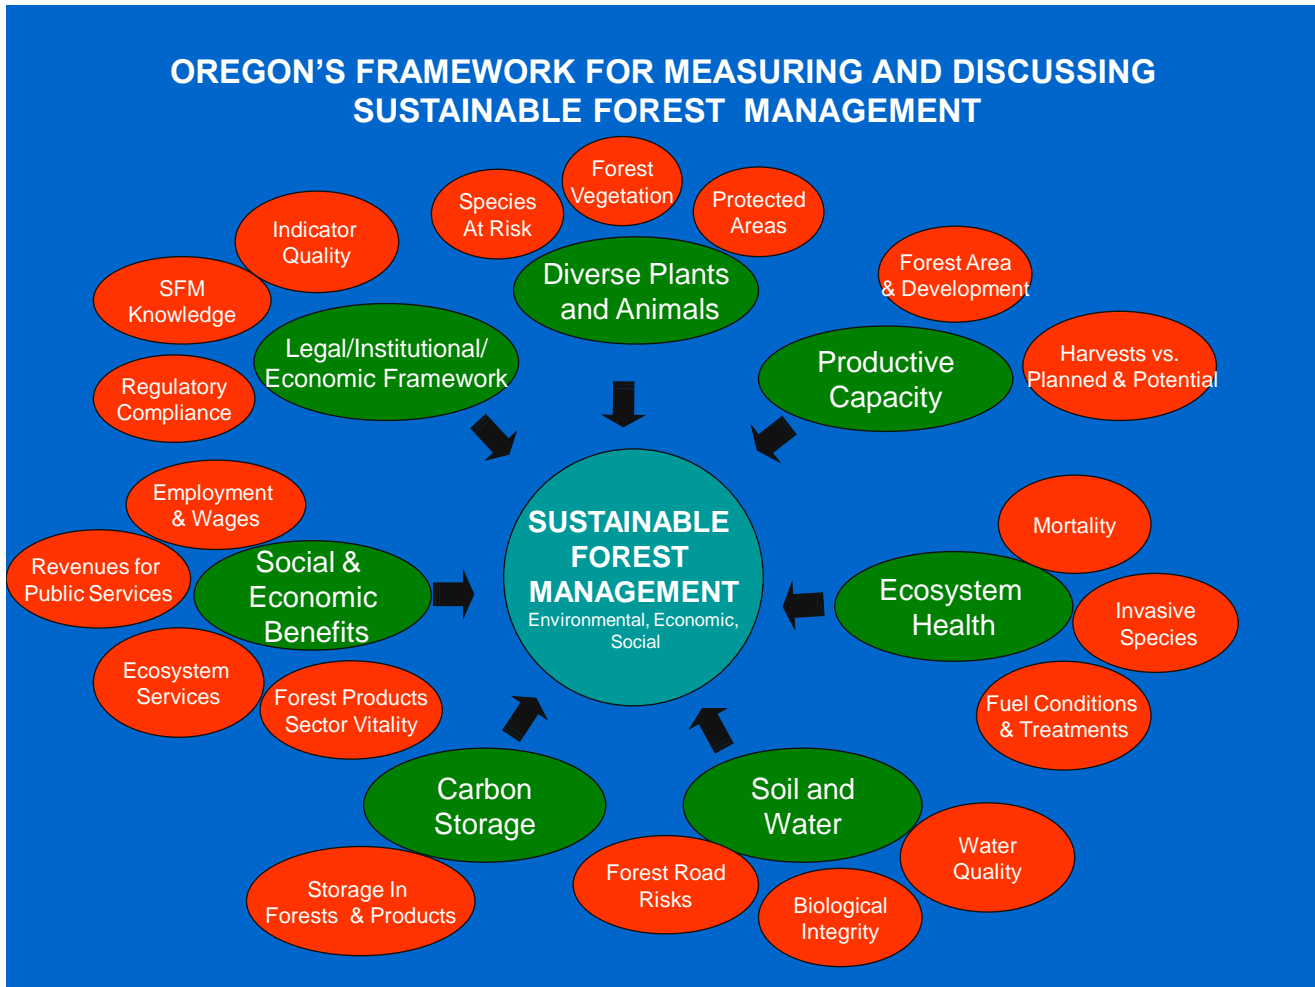 OREGON'S FRAMEWORK FOR MEASURING AND DISCUSSING
SUSTAINABLE FOREST MANAGEMENT
Forest
Vegetation
Species
At Risk
Protected
Areas
Diverse Plants
and Animals
Indicator
Quality
SFM
Knowledge
Regulatory
Compliance
Legal/Institutional/
Economic Framework
Forest Area
& Development
Harvests vs.
Planned & Potential
Productive
Capacity
Employment
& Wages
Revenues for
Public Services
Social &
Economic
Benefits
Ecosystem
Services
Forest Products
Sector Vitality
SUSTAINABLE
FOREST
MANAGEMENT
Environmental, Economic,
Social
Mortality
Ecosystem
Health
Invasive
Species
Fuel Conditions
& Treatments
Carbon
Storage
Storage In
Forests & Products
Soil and
Water
Forest Road
Risks
Biological
Integrity
Water
Quality